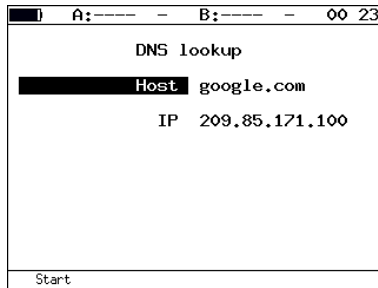 A:---- – B:---- – 00 23
DNS lookup
Host google.com
IP 209.85.171.100
Start